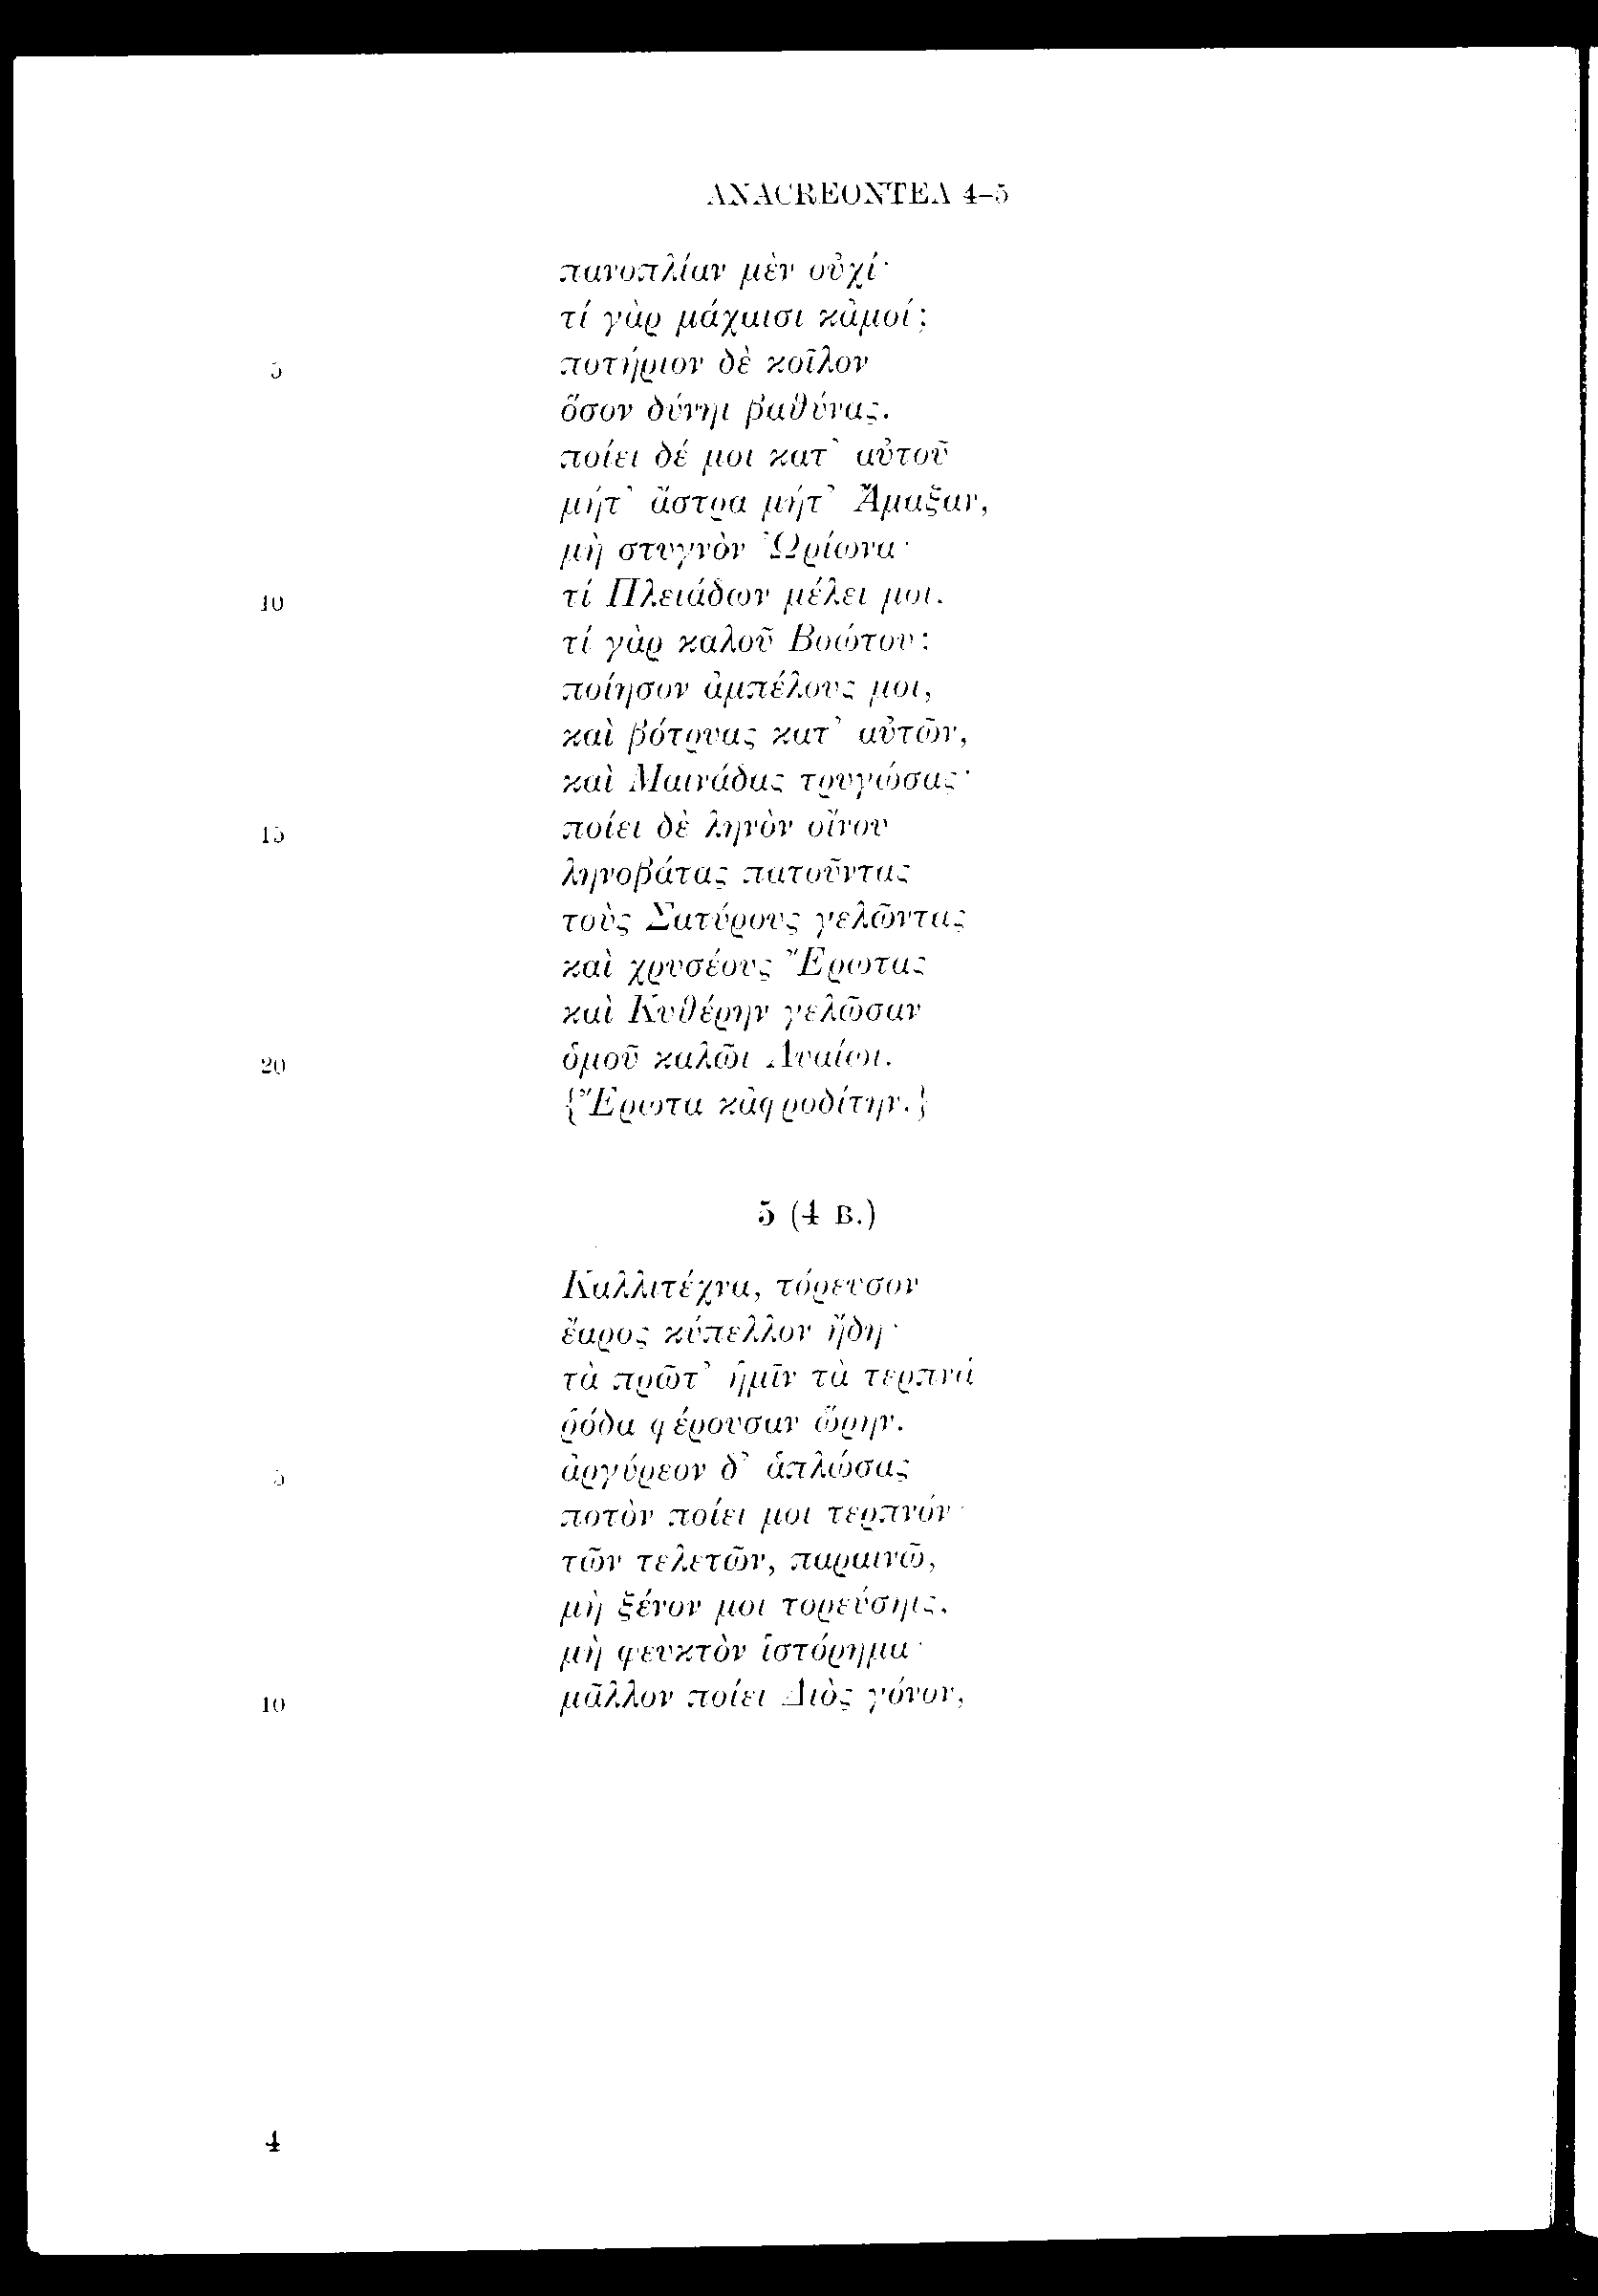 ANACREONTEA 4–5
πανοπλίαν μὲν οὐχί·
τί γὰρ μάχαισι κἀμοί;
5 ποτήριον δὲ κοῖλον
ὅσον δύνηι βαθύνας.
ποίει δέ μοι κατ’ αὐτοῦ
μήτ’ ἄστρα μήτ’ Ἄμαξαν,
μὴ στυγνὸν Ὠρίωνα·
10 τί Πλειάδων μέλει μοι.
τί γὰρ καλοῦ Βοώτου;
ποίησον ἀμπέλους μοι,
καὶ βότρυας κατ’ αὐτῶν,
καὶ Μαινάδας τρυγώσας·
15 ποίει δὲ ληνὸν οἴνου
ληνοβάτας πατοῦντας
τοὺς Σατύρους γελῶντας
καὶ χρυσέους Ἔρωτας
καὶ Κυθέρην γελῶσαν
20 ὁμοῦ καλῶι Λυαίωι.
{Ἔρωτα κἀφροδίτην.}
5 (4 B.)
Καλλιτέχνα, τόρευσον
ἔαρος κύπελλον ἤδη·
τὰ πρῶτ’ ἡμῖν τὰ τερπνὰ
ῥόδα φέρουσαν ὥρην.
5 ἀργύρεον δ’ ἁπλώσας
ποτὸν ποίει μοι τερπνόν·
τῶν τελετῶν, παραινῶ,
μὴ ξένον μοι τορεύσηις,
μὴ φευκτὸν ἱστόρημα·
10 μᾶλλον ποίει Διὸς γόνον,
4